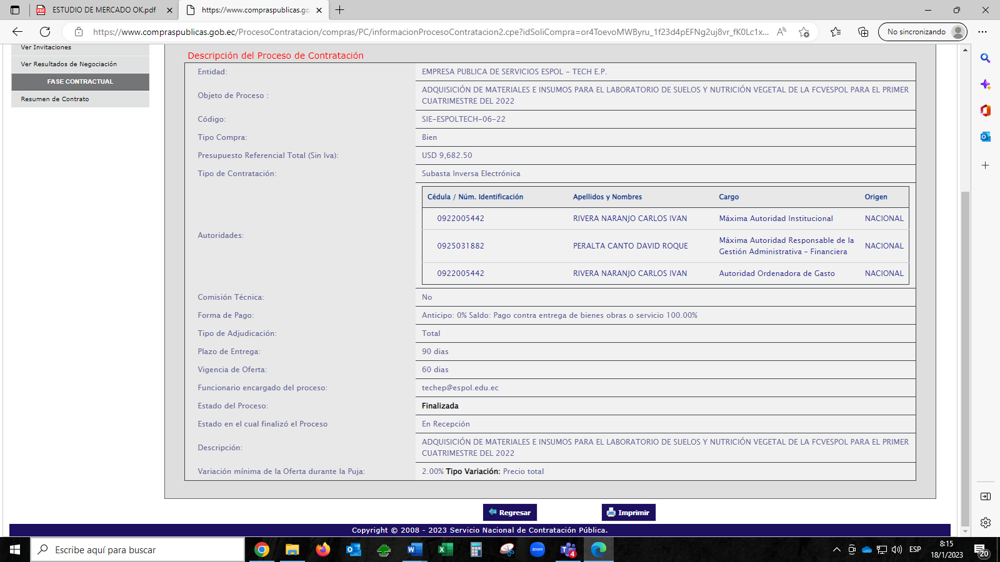 ESTUDIO DE MERCADO OK.pdf
https://www.compraspublicas.go
https://www.compraspublicas.gob.ec/ProcesoContratacion/compras/PC/informacionProcesoContratacion2.cpe?idSoliCompra=or4ToevoMWByru_1f23d4pEFNg2uj8vr_fK0Lc1x...
No sincronizando
Ver Invitaciones
Ver Resultados de Negociación
FASE CONTRACTUAL
Resumen de Contrato
Descripción del Proceso de Contratación
Entidad: EMPRESA PUBLICA DE SERVICIOS ESPOL - TECH E.P.
Objeto de Proceso : ADQUISICIÓN DE MATERIALES E INSUMOS PARA EL LABORATORIO DE SUELOS Y NUTRICIÓN VEGETAL DE LA FCVESPOL PARA EL PRIMER
CUATRIMESTRE DEL 2022
Código: SIE-ESPOLTECH-06-22
Tipo Compra: Bien
Presupuesto Referencial Total (Sin Iva): USD 9,682.50
Tipo de Contratación: Subasta Inversa Electrónica
Autoridades:
Cédula / Núm. Identificación Apellidos y Nombres Cargo Origen
0922005442 RIVERA NARANJO CARLOS IVAN Máxima Autoridad Institucional NACIONAL
0925031882 PERALTA CANTO DAVID ROQUE Máxima Autoridad Responsable de la
Gestión Administrativa - Financiera NACIONAL
0922005442 RIVERA NARANJO CARLOS IVAN Autoridad Ordenadora de Gasto NACIONAL
Comisión Técnica: No
Forma de Pago: Anticipo: 0% Saldo: Pago contra entrega de bienes obras o servicio 100.00%
Tipo de Adjudicación: Total
Plazo de Entrega: 90 dias
Vigencia de Oferta: 60 dias
Funcionario encargado del proceso: techep@espol.edu.ec
Estado del Proceso: Finalizada
Estado en el cual finalizó el Proceso En Recepción
Descripción: ADQUISICIÓN DE MATERIALES E INSUMOS PARA EL LABORATORIO DE SUELOS Y NUTRICIÓN VEGETAL DE LA FCVESPOL PARA EL PRIMER
CUATRIMESTRE DEL 2022
Variación mínima de la Oferta durante la Puja: 2.00% Tipo Variación: Precio total
Regresar Imprimir
Copyright © 2008 - 2023 Servicio Nacional de Contratación Pública.
Escribe aquí para buscar
zoom
4
ESP
8:15
18/1/2023
20